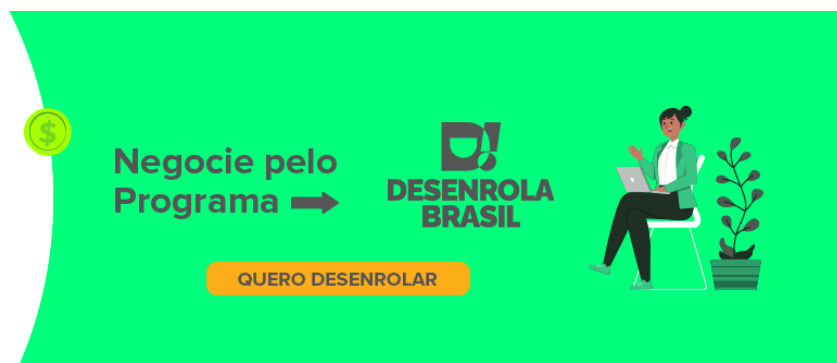 $
Negocie pelo
Programa
D!
DESENROLA
BRASIL
QUERO DESENROLAR